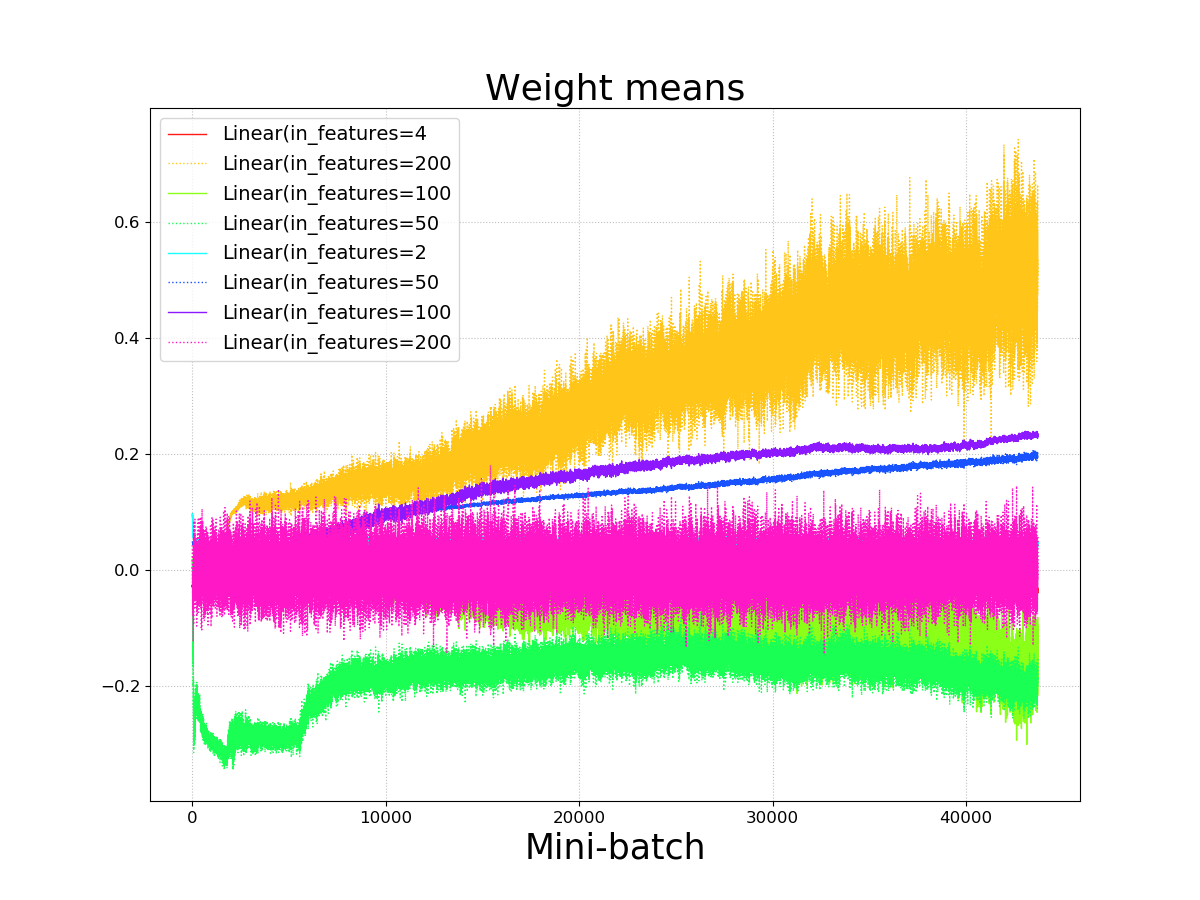 Weight means
Linear(in_features=4
Linear(in_features=200
Linear(in_features=100
Linear(in_features=50
Linear(in_features=2
Linear(in_features=50
Linear(in_features=100
Linear(in_features=200
0.6
0.4
0.2
0.0
−0.2
0 10000 20000 30000 40000
Mini-batch